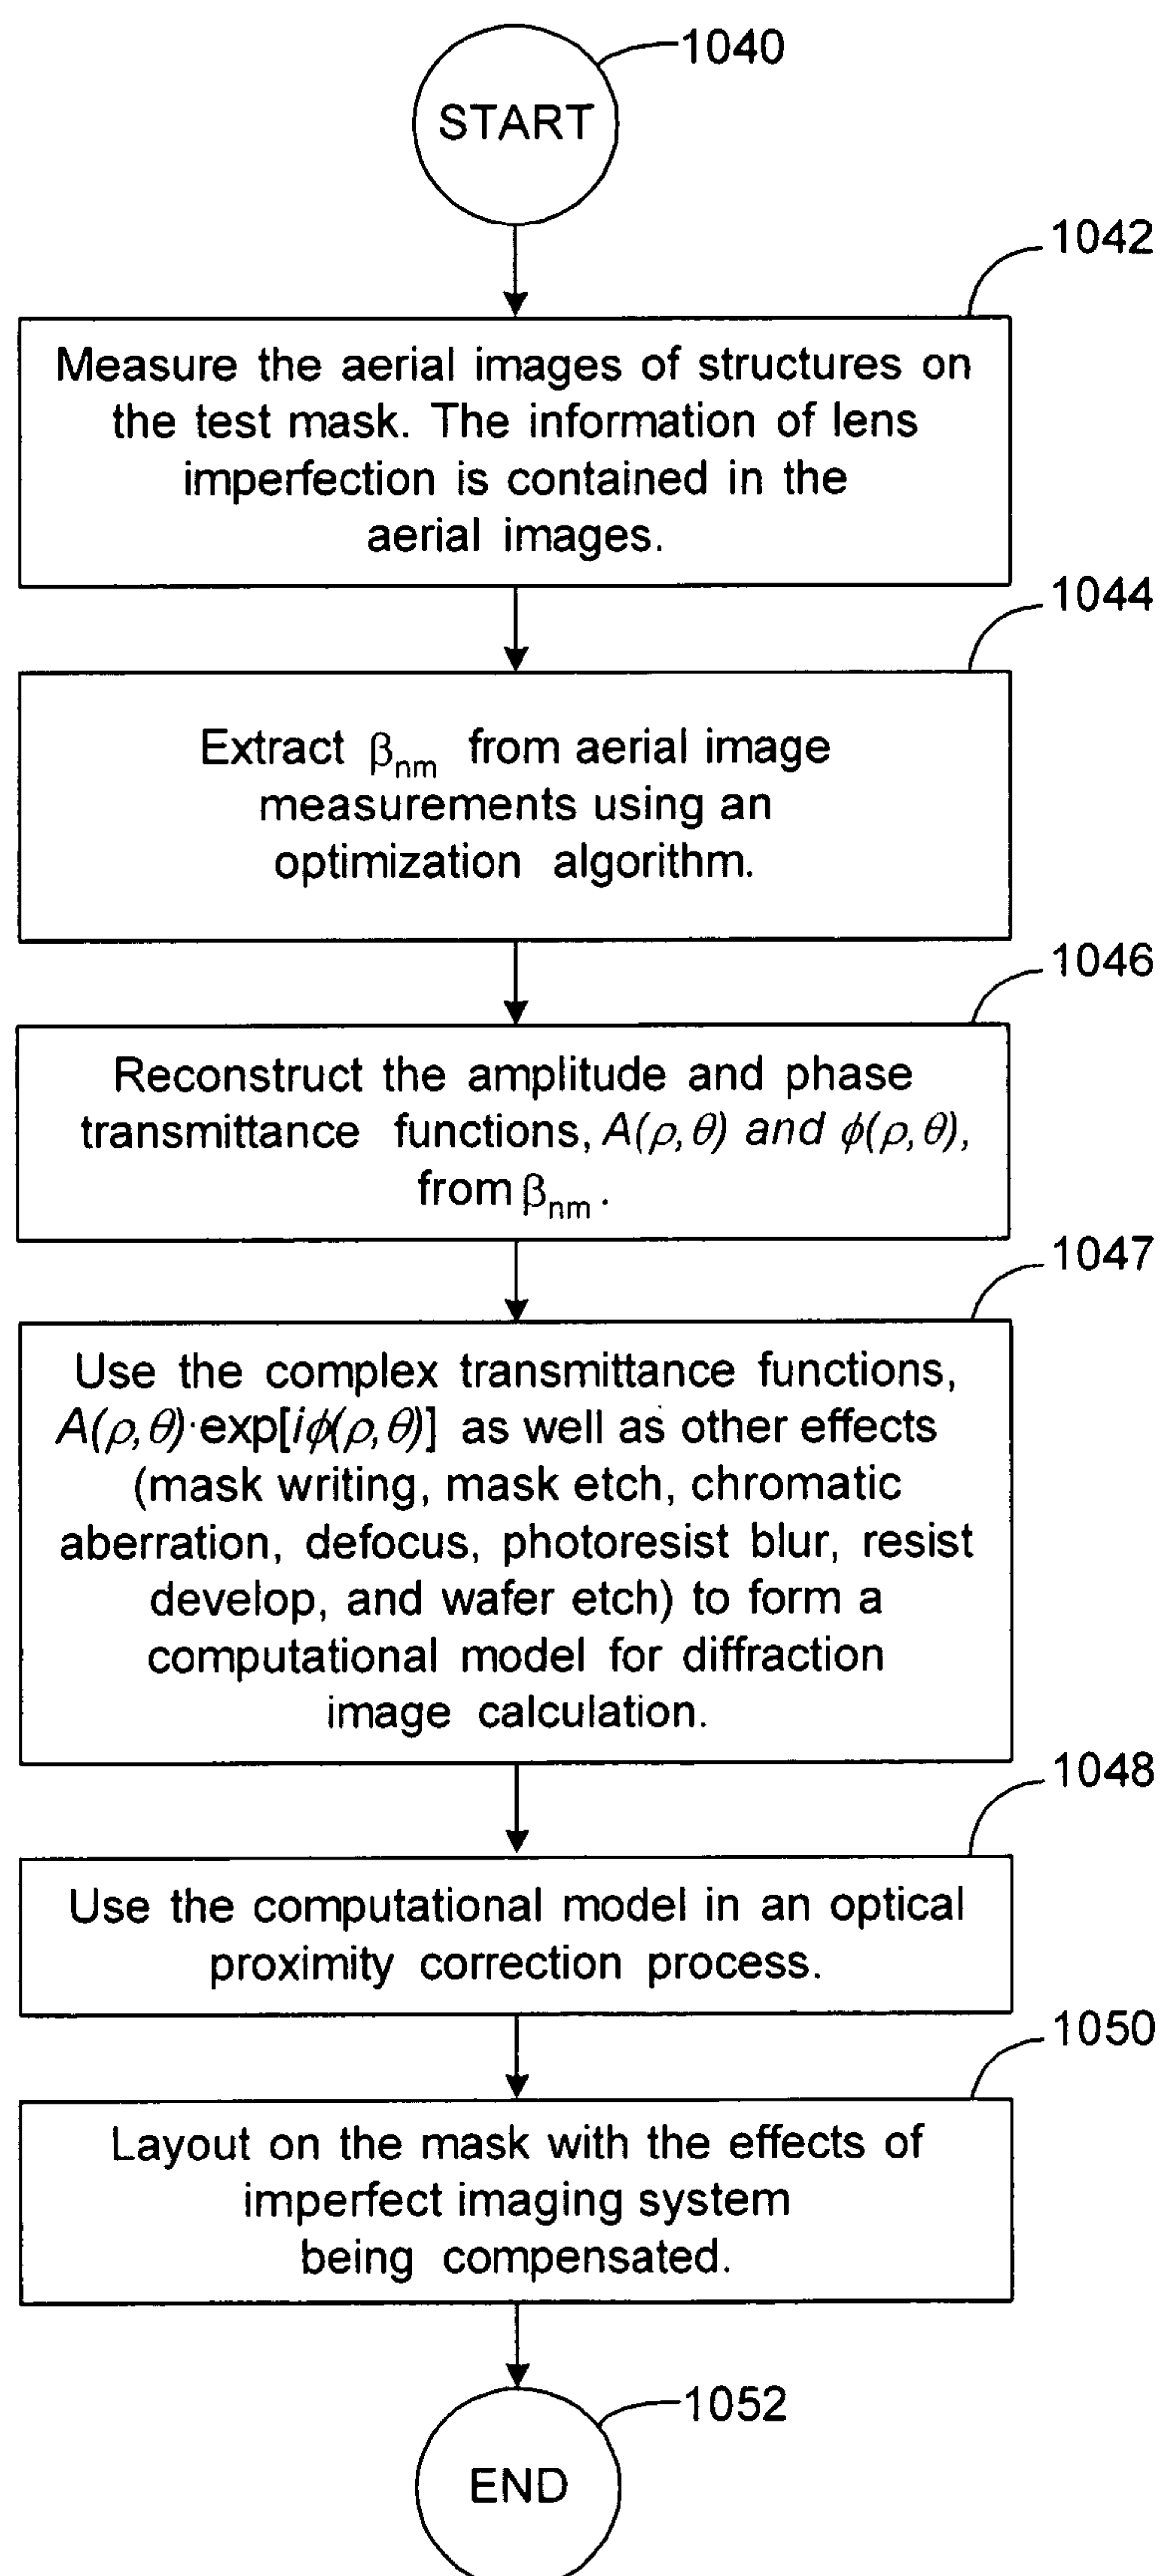 1040
START
1042
Measure the aerial images of structures on
the test mask. The information of lens
imperfection is contained in the
aerial images.
1044
Extract βnm from aerial image
measurements using an
optimization algorithm.
1046
Reconstruct the amplitude and phase
transmittance functions, A(ρ, θ) and ϕ(ρ, θ),
from βnm.
1047
Use the complex transmittance functions,
A(ρ, θ)·exp[iϕ(ρ, θ)] as well as other effects
(mask writing, mask etch, chromatic
aberration, defocus, photoresist blur, resist
develop, and wafer etch) to form a
computational model for diffraction
image calculation.
1048
Use the computational model in an optical
proximity correction process.
1050
Layout on the mask with the effects of
imperfect imaging system
being compensated.
1052
END